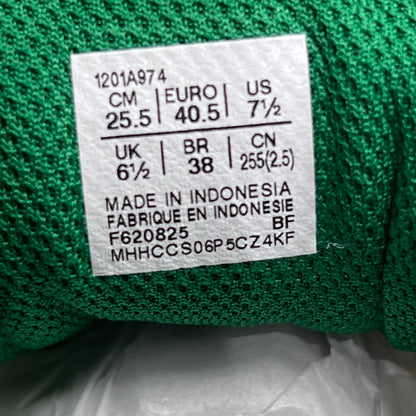 1201A974
CM EURO US
25.5 40.5 7½
UK BR CN
6½ 38 255(2.5)
MADE IN INDONESIA
FABRIQUE EN INDONESIE
F620825 BF
MHHCCS06P5CZ4KF